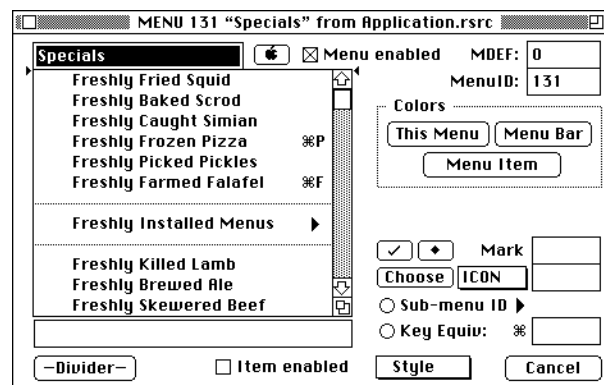 MENU 131 “Specials” from Application.rsrc
Specials
Menu enabled
MDEF: 0
MenuID: 131
Freshly Fried Squid
Freshly Baked Scrod
Freshly Caught Simian
Freshly Frozen Pizza ⌘P
Freshly Picked Pickles
Freshly Farmed Falafel ⌘F
Freshly Installed Menus
Freshly Killed Lamb
Freshly Brewed Ale
Freshly Skewered Beef
Colors
This Menu Menu Bar
Menu Item
Mark
Choose ICON
Sub-menu ID
Key Equiv: ⌘
–Divider– Item enabled Style Cancel